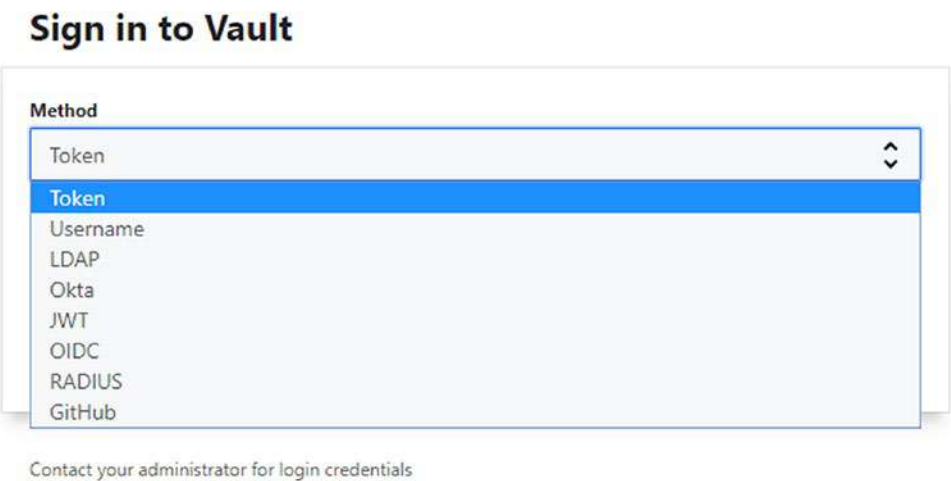 Sign in to Vault
Method
Token
Token
Username
LDAP
Okta
JWT
OIDC
RADIUS
GitHub
Contact your administrator for login credentials